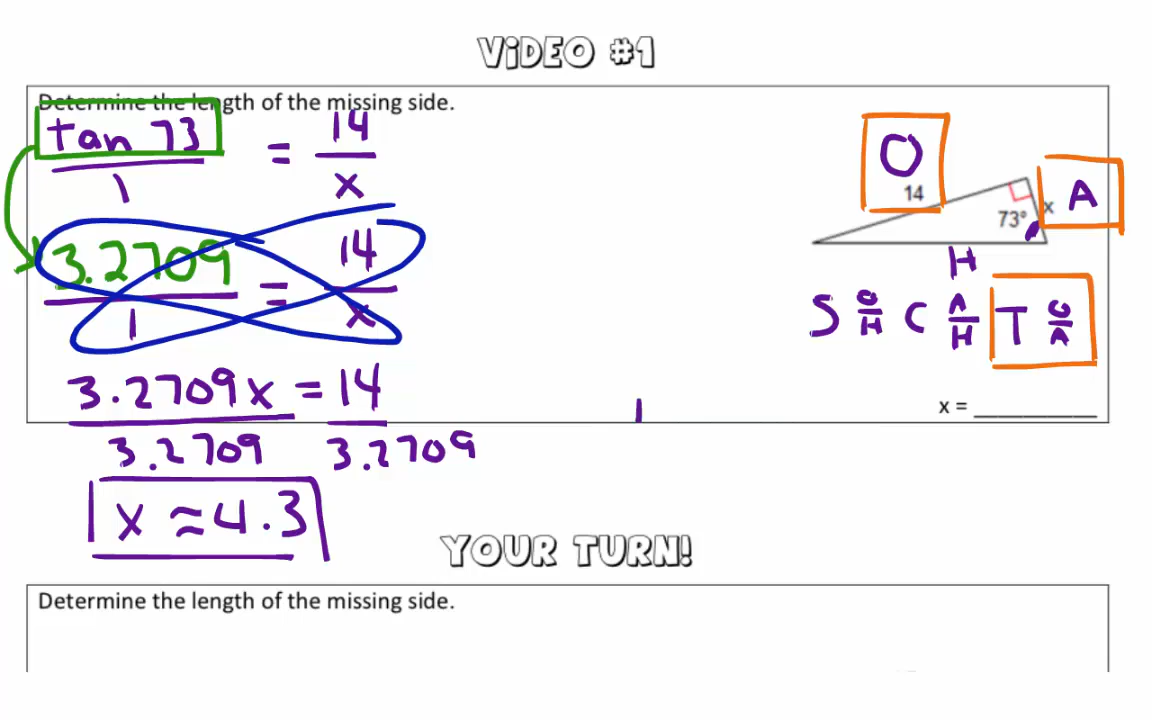 VIDEO #1
Determine the length of the missing side.
tan 73 = 14
1 x
3.2709 = 14
1 x
3.2709x = 14
3.2709 3.2709
x ≈ 4.3
O
14
A
x
73°
H
S O/H C A/H T O/A
x = ___________
YOUR TURN!
Determine the length of the missing side.